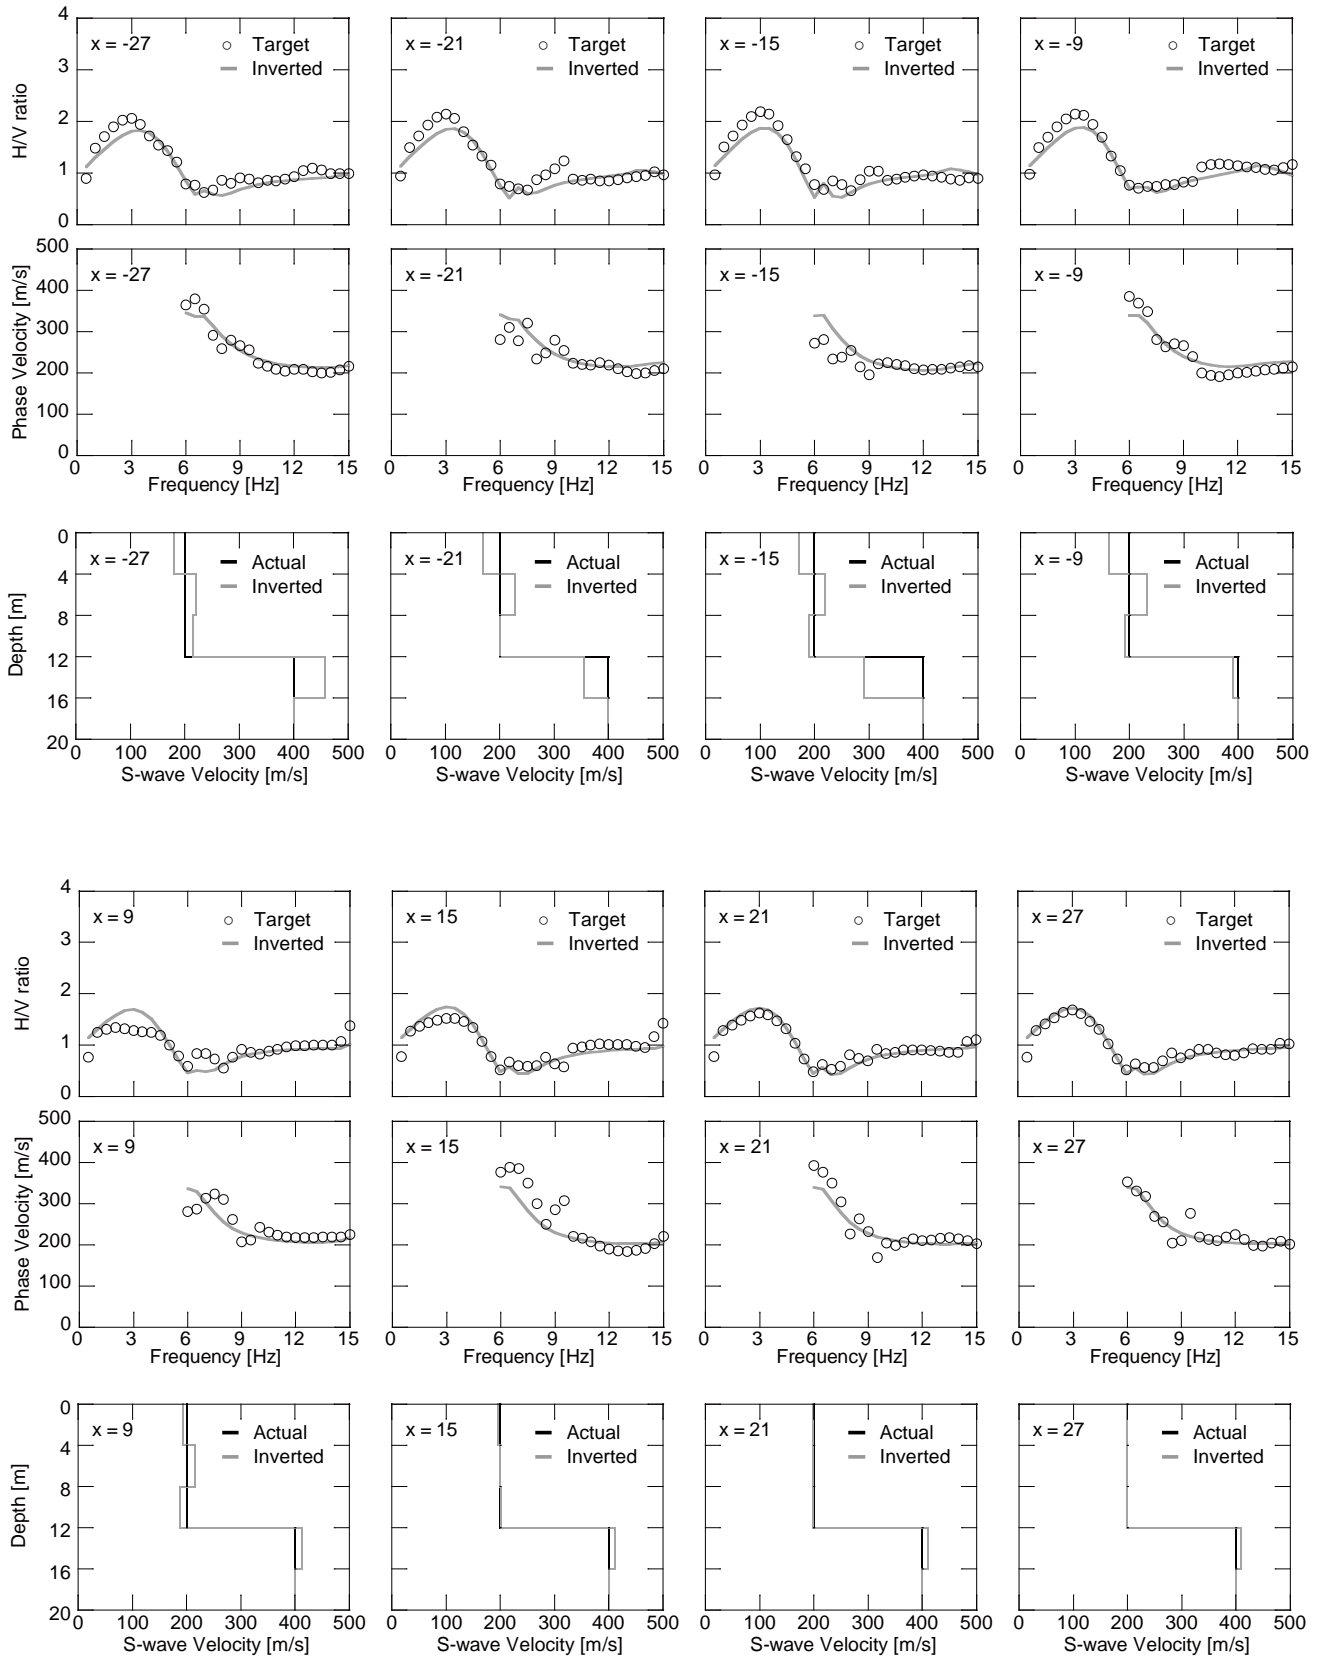 4
3
2
1
0
H/V ratio
x = -27
Target
Inverted
x = -21
Target
Inverted
x = -15
Target
Inverted
x = -9
Target
Inverted
500
400
300
200
100
0
Phase Velocity [m/s]
x = -27
x = -21
x = -15
x = -9
0 3 6 9 12 15
0 3 6 9 12 15
0 3 6 9 12 15
0 3 6 9 12 15
Frequency [Hz]
Frequency [Hz]
Frequency [Hz]
Frequency [Hz]
0
4
8
12
16
20
Depth [m]
x = -27
Actual
Inverted
x = -21
Actual
Inverted
x = -15
Actual
Inverted
x = -9
Actual
Inverted
0 100 200 300 400 500
0 100 200 300 400 500
0 100 200 300 400 500
0 100 200 300 400 500
S-wave Velocity [m/s]
S-wave Velocity [m/s]
S-wave Velocity [m/s]
S-wave Velocity [m/s]
4
3
2
1
0
H/V ratio
x = 9
Target
Inverted
x = 15
Target
Inverted
x = 21
Target
Inverted
x = 27
Target
Inverted
500
400
300
200
100
0
Phase Velocity [m/s]
x = 9
x = 15
x = 21
x = 27
0 3 6 9 12 15
0 3 6 9 12 15
0 3 6 9 12 15
0 3 6 9 12 15
Frequency [Hz]
Frequency [Hz]
Frequency [Hz]
Frequency [Hz]
0
4
8
12
16
20
Depth [m]
x = 9
Actual
Inverted
x = 15
Actual
Inverted
x = 21
Actual
Inverted
x = 27
Actual
Inverted
0 100 200 300 400 500
0 100 200 300 400 500
0 100 200 300 400 500
0 100 200 300 400 500
S-wave Velocity [m/s]
S-wave Velocity [m/s]
S-wave Velocity [m/s]
S-wave Velocity [m/s]